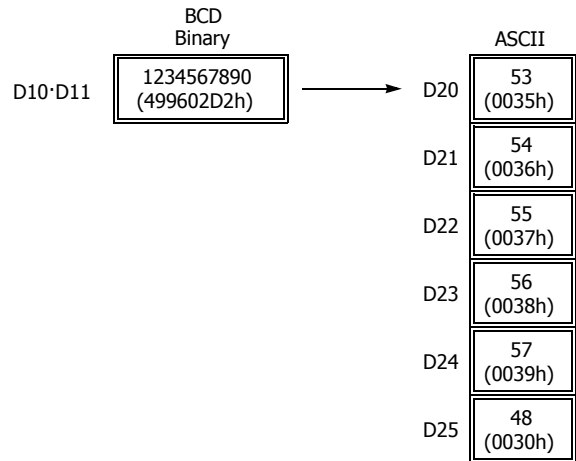 BCD
Binary
ASCII
D10·D11
1234567890
(499602D2h)
D20
53
(0035h)
D21
54
(0036h)
D22
55
(0037h)
D23
56
(0038h)
D24
57
(0039h)
D25
48
(0030h)